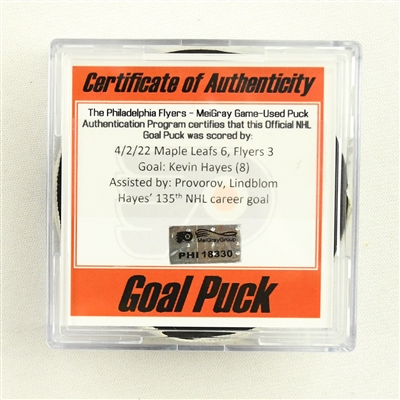 Certificate of Authenticity
The Philadelphia Flyers - MeiGray Game-Used Puck
Authentication Program certifies that this Official NHL
Goal Puck was scored by:
4/2/22 Maple Leafs 6, Flyers 3
Goal: Kevin Hayes (8)
Assisted by: Provorov, Lindblom
Hayes' 135th NHL career goal
MeiGrayGroup
PHI 18330
Goal Puck